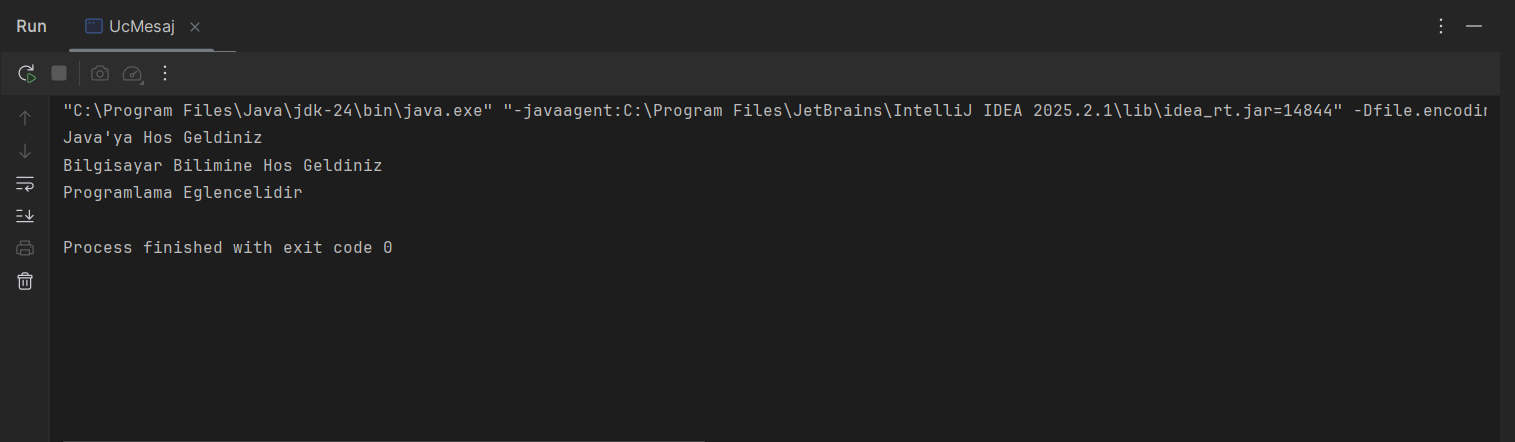 Run UcMesaj
"C:\Program Files\Java\jdk-24\bin\java.exe" "-javaagent:C:\Program Files\JetBrains\IntelliJ IDEA 2025.2.1\lib\idea_rt.jar=14844" -Dfile.encodin
Java'ya Hos Geldiniz
Bilgisayar Bilimine Hos Geldiniz
Programlama Eglencelidir
Process finished with exit code 0